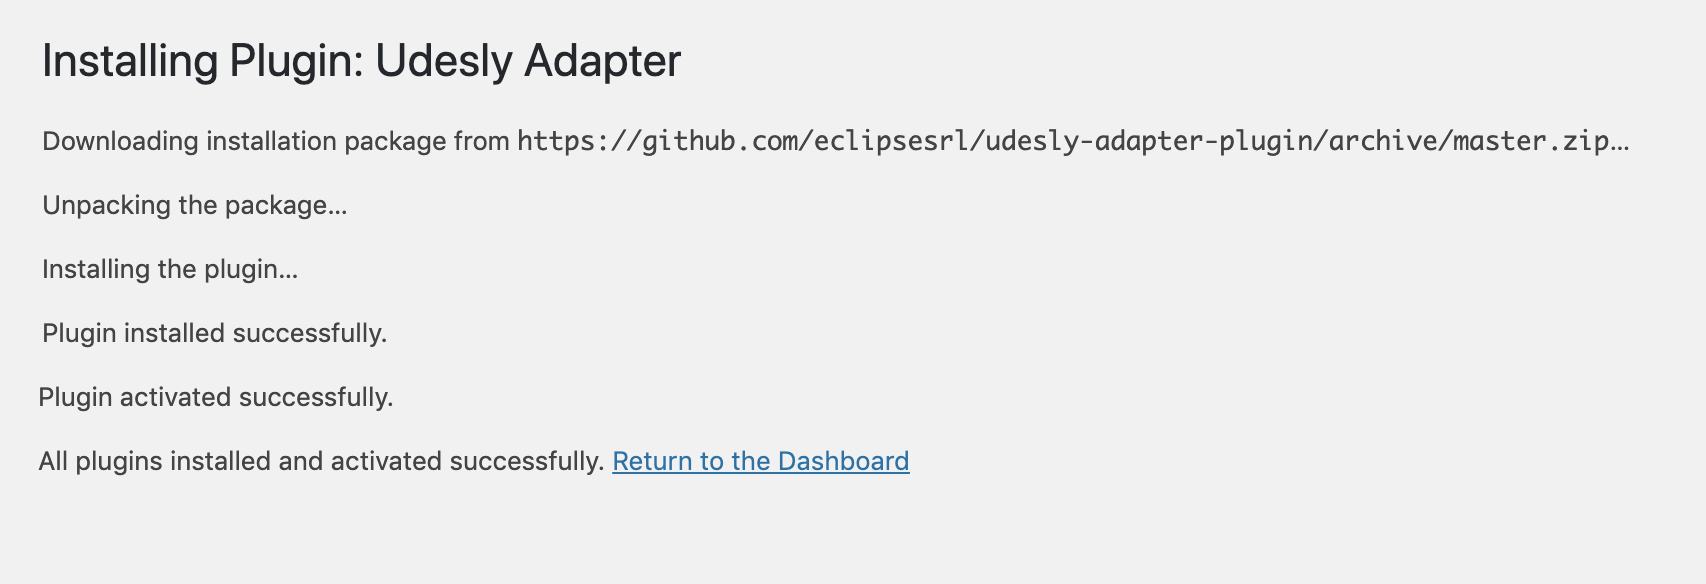 Installing Plugin: Udesly Adapter
Downloading installation package from https://github.com/eclipsesrl/udesly-adapter-plugin/archive/master.zip…
Unpacking the package…
Installing the plugin…
Plugin installed successfully.
Plugin activated successfully.
All plugins installed and activated successfully. Return to the Dashboard